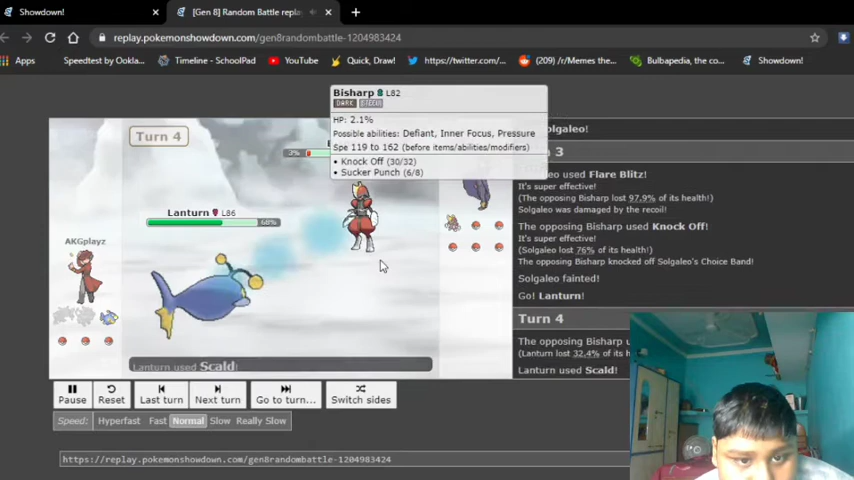 Showdown!
[Gen 8] Random Battle repla
replay.pokemonshowdown.com/gen8randombattle-1204983424
Apps
Speedtest by Ookla...
Timeline - SchoolPad
YouTube
Quick, Draw!
https://twitter.com/...
(209) /r/Memes the...
Bulbapedia, the co...
Showdown!
Bisharp L82
DARK STEEL
HP: 2.1%
Possible abilities: Defiant, Inner Focus, Pressure
Spe 119 to 162 (before items/abilities/modifiers)
• Knock Off (30/32)
• Sucker Punch (6/8)
Turn 4
3%
Lanturn L86
68%
AKGplayz
Lanturn used Scald!
olgaleo!
3
olgaleo used Flare Blitz!
It's super effective!
(The opposing Bisharp lost 97.9% of its health!)
Solgaleo was damaged by the recoil!
The opposing Bisharp used Knock Off!
It's super effective!
(Solgaleo lost 76% of its health!)
The opposing Bisharp knocked off Solgaleo's Choice Band!
Solgaleo fainted!
Go! Lanturn!
Turn 4
The opposing Bisharp u
(Lanturn lost 32.4% of its h
Lanturn used Scald!
Pause
Reset
Last turn
Next turn
Go to turn...
Switch sides
Speed:
Hyperfast
Fast
Normal
Slow
Really Slow
https://replay.pokemonshowdown.com/gen8randombattle-1204983424